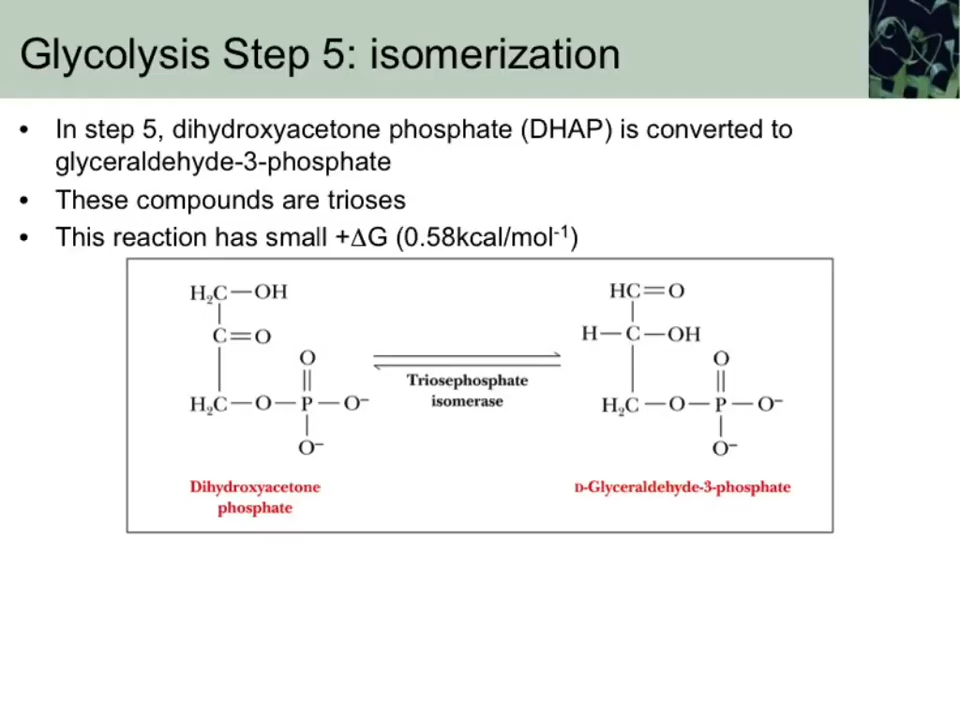 Glycolysis Step 5: isomerization
• In step 5, dihydroxyacetone phosphate (DHAP) is converted to
glyceraldehyde-3-phosphate
• These compounds are trioses
• This reaction has small +∆G (0.58kcal/mol⁻¹)
H₂C—OH
C=O
O
H₂C—O—P—O⁻
O⁻
Dihydroxyacetone
phosphate
Triosephosphate
isomerase
HC=O
H—C—OH
O
H₂C—O—P—O⁻
O⁻
D-Glyceraldehyde-3-phosphate